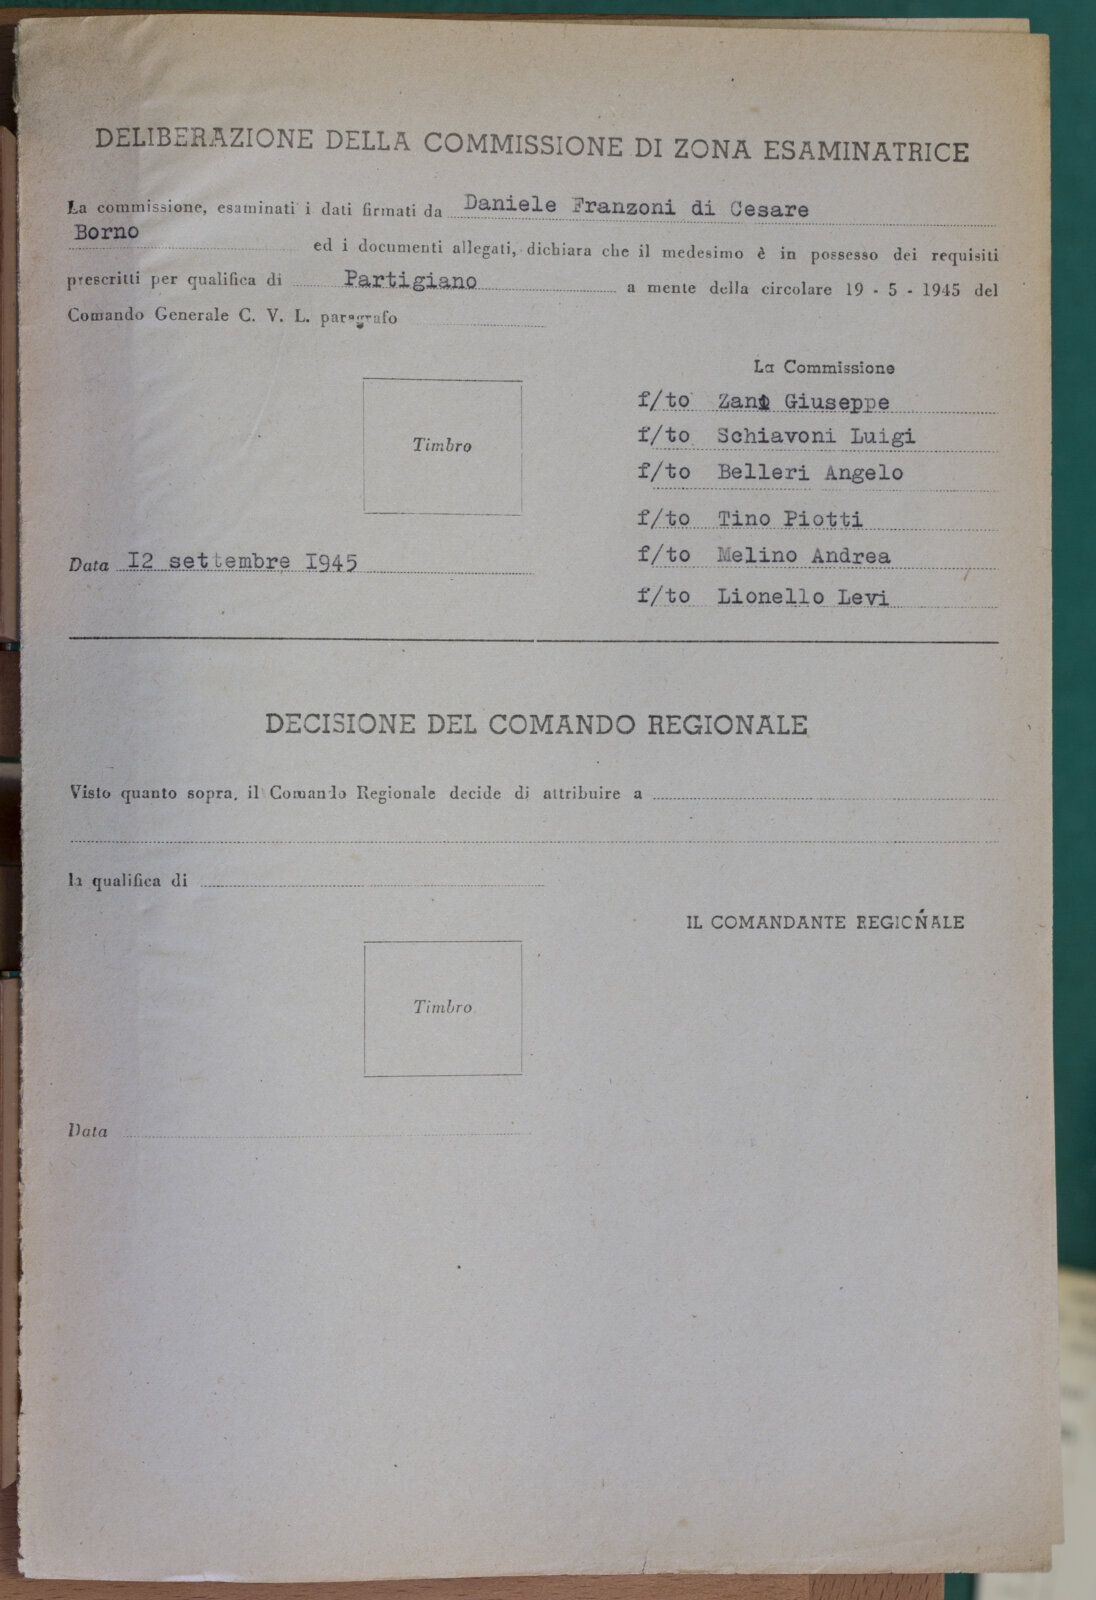 DELIBERAZIONE DELLA COMMISSIONE DI ZONA ESAMINATRICE
La commissione, esaminati i dati firmati da Daniele Franzoni di Cesare
Borno ed i documenti allegati, dichiara che il medesimo è in possesso dei requisiti
prescritti per qualifica di Partigiano a mente della circolare 19 - 5 - 1945 del
Comando Generale C. V. L. paragrafo
La Commissione
f/to Zani Giuseppe
f/to Schiavoni Luigi
Timbro
f/to Belleri Angelo
f/to Tino Piotti
f/to Melino Andrea
Data 12 settembre 1945
f/to Lionello Levi
DECISIONE DEL COMANDO REGIONALE
Visto quanto sopra, il Comando Regionale decide di attribuire a
la qualifica di
IL COMANDANTE REGIONALE
Timbro
Data